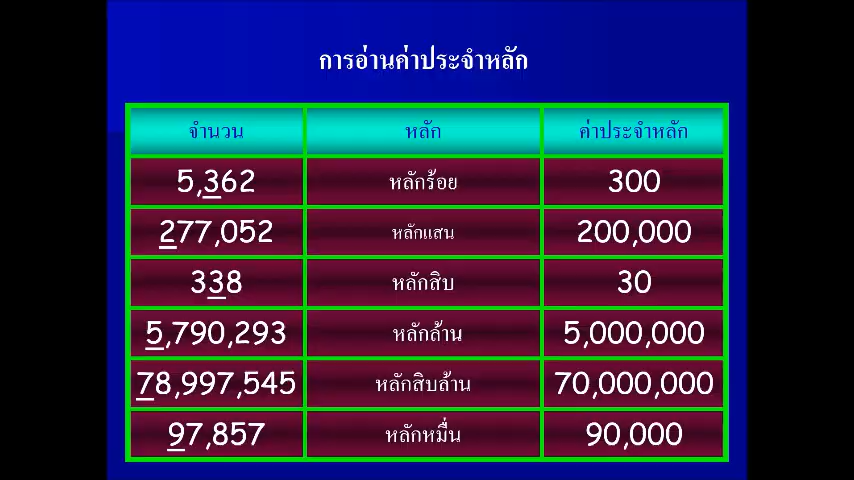 การอ่านค่าประจำหลัก
จำนวน หลัก ค่าประจำหลัก
5,362 หลักร้อย 300
277,052 หลักแสน 200,000
338 หลักสิบ 30
5,790,293 หลักล้าน 5,000,000
78,997,545 หลักสิบล้าน 70,000,000
97,857 หลักหมื่น 90,000